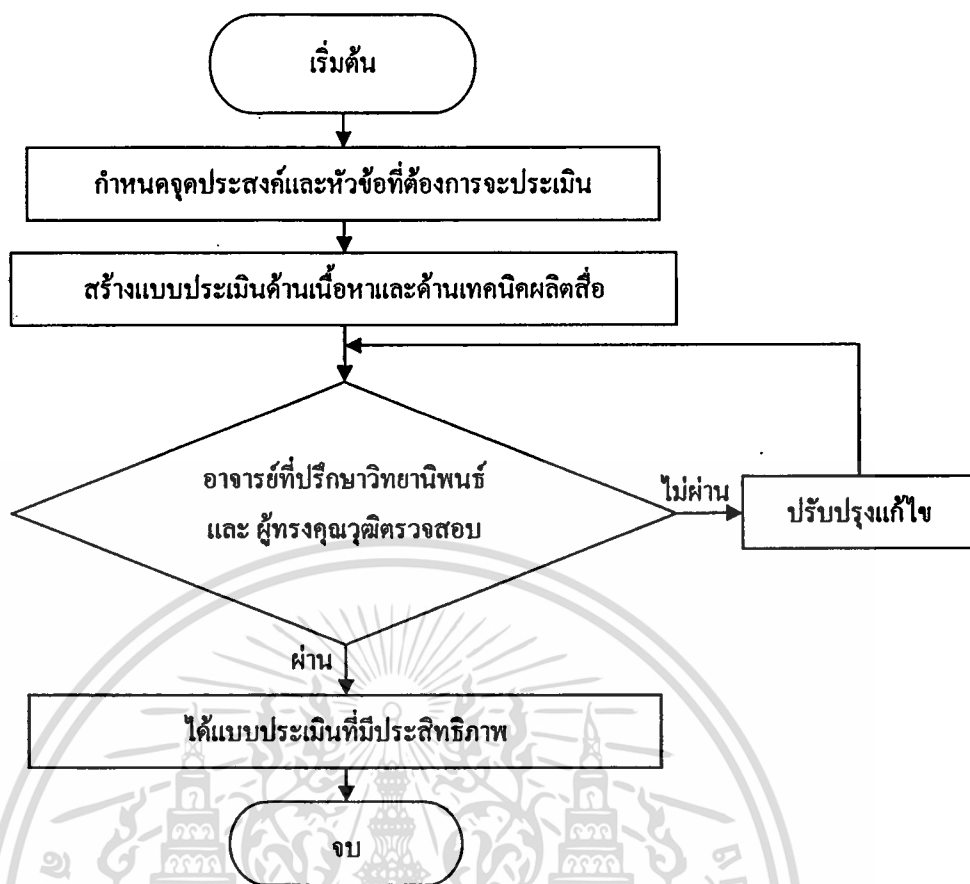 เริ่มต้น
กำหนดจุดประสงค์และหัวข้อที่ต้องการจะประเมิน
สร้างแบบประเมินด้านเนื้อหาและด้านเทคนิคผลิตสื่อ
อาจารย์ที่ปรึกษาวิทยานิพนธ์
และ ผู้ทรงคุณวุฒิตรวจสอบ
ไม่ผ่าน
ปรับปรุงแก้ไข
ผ่าน
ได้แบบประเมินที่มีประสิทธิภาพ
จบ